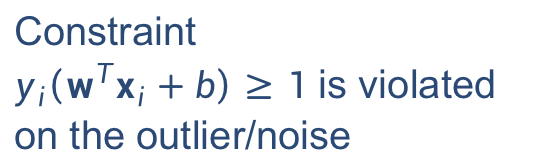 Constraint
yᵢ(wᵀxᵢ + b) ≥ 1 is violated
on the outlier/noise